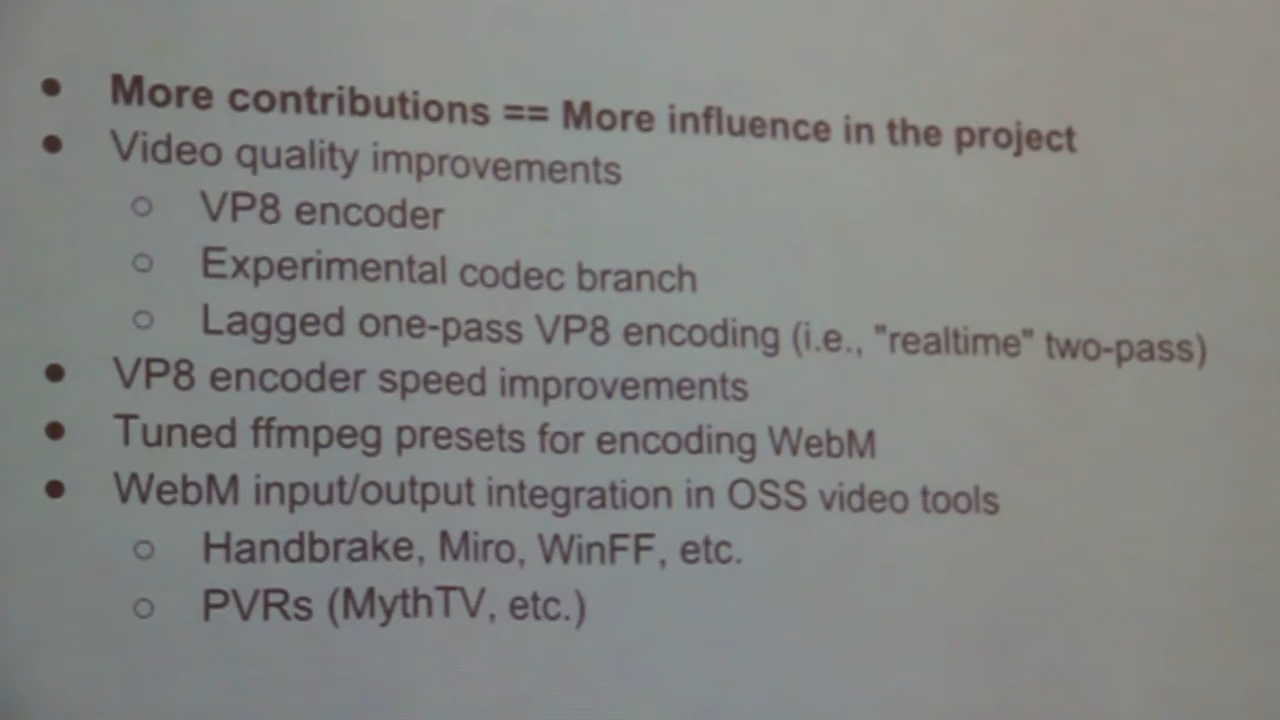 • More contributions == More influence in the project
• Video quality improvements
○ VP8 encoder
○ Experimental codec branch
○ Lagged one-pass VP8 encoding (i.e., "realtime" two-pass)
• VP8 encoder speed improvements
• Tuned ffmpeg presets for encoding WebM
• WebM input/output integration in OSS video tools
○ Handbrake, Miro, WinFF, etc.
○ PVRs (MythTV, etc.)